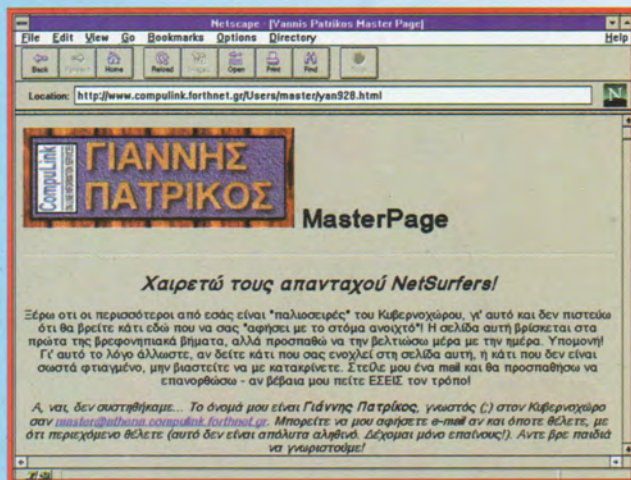 Netscape - [Yannis Patrikos Master Page]
File Edit View Go Bookmarks Options Directory Help
Back Home Reload Open Print Find
Location: http://www.compulink.forthnet.gr/Users/master/yan928.html
N
CompuLink
ΓΙΑΝΝΗΣ
ΠΑΤΡΙΚΟΣ
MasterPage
Χαιρετώ τους απανταχού NetSurfers!
Ξέρω οτι οι περισσότεροι από εσάς είναι "παλιοσειρές" του Κυβερνοχώρου, γι' αυτό και δεν πιστεύω
ότι θα βρείτε κάτι εδώ που να σας "αφήσει με το στόμα ανοιχτό"! Η σελίδα αυτή βρίσκεται στα
πρώτα της βρεφονηπιακά βήματα, αλλά προσπαθώ να την βελτιώσω μέρα με την ημέρα. Υπομονή!
Γι' αυτό το λόγο άλλωστε, αν δείτε κάτι που σας ενοχλεί στη σελίδα αυτή, ή κάτι που δεν είναι
σωστά φτιαγμένο, μην βιαστείτε να με κατακρίνετε. Στείλε μου ένα mail και θα προσπαθήσω να
επανορθώσω - αν βέβαια μου πείτε ΕΣΕΙΣ τον τρόπο!
Α, ναι, δεν συστηθήκαμε... Το όνομά μου είναι Γιάννης Πατρίκος, γνωστός (;) στον Κυβερνοχώρο
σαν master@athena.compulink.forthnet.gr. Μπορείτε να μου αφήσετε e-mail αν και όποτε θέλετε, με
ότι περιεχόμενο θέλετε (αυτό δεν είναι απόλυτα αληθινό. Δέχομαι μόνο επαίνους!). Αντε βρε παιδιά
να γνωριστούμε!